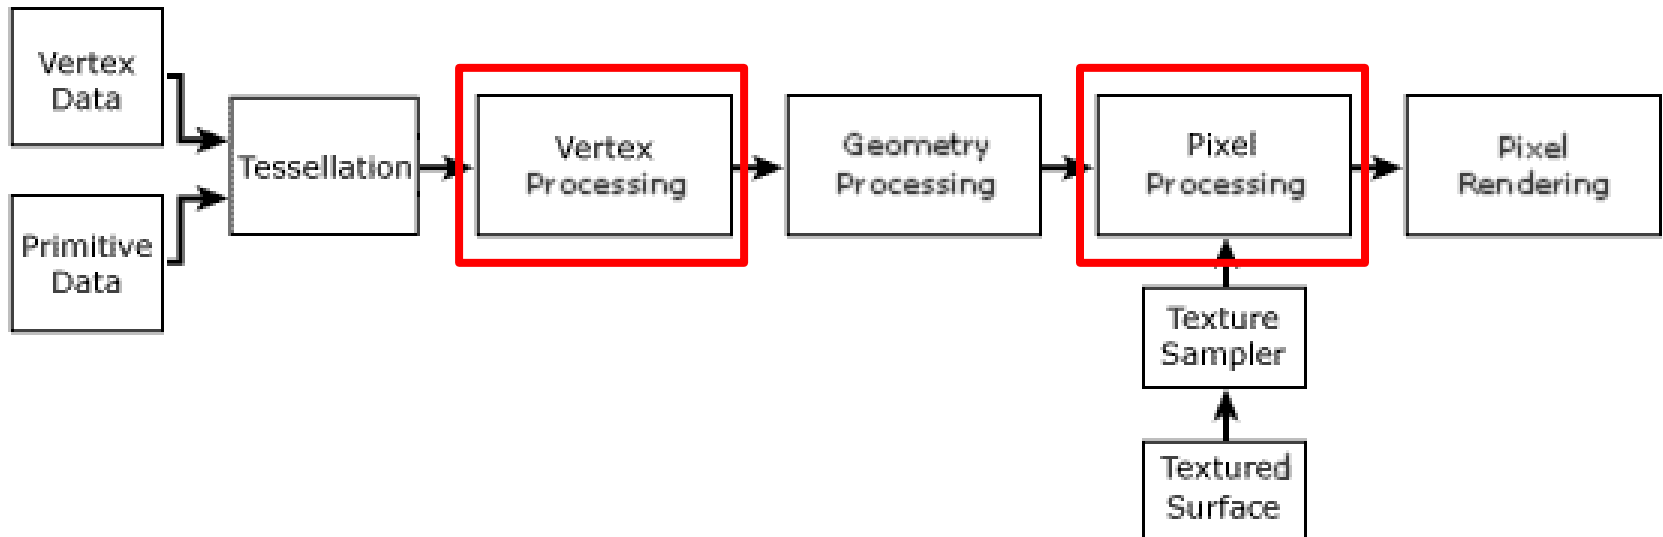 Vertex
Data
Primitive
Data
Tessellation
Vertex
Processing
Geometry
Processing
Pixel
Processing
Pixel
Rendering
Texture
Sampler
Textured
Surface